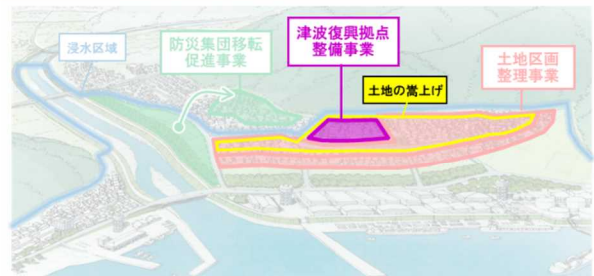 浸水区域
防災集団移転
促進事業
津波復興拠点
整備事業
土地の嵩上げ
土地区画
整理事業